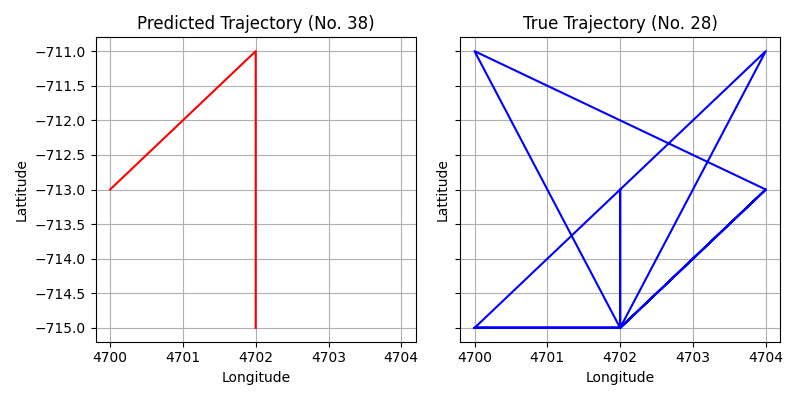 Predicted Trajectory (No. 38)
True Trajectory (No. 28)
−711.0
−711.5
−712.0
−712.5
−713.0
−713.5
−714.0
−714.5
−715.0
Lattitude
Lattitude
4700 4701 4702 4703 4704
4700 4701 4702 4703 4704
Longitude
Longitude